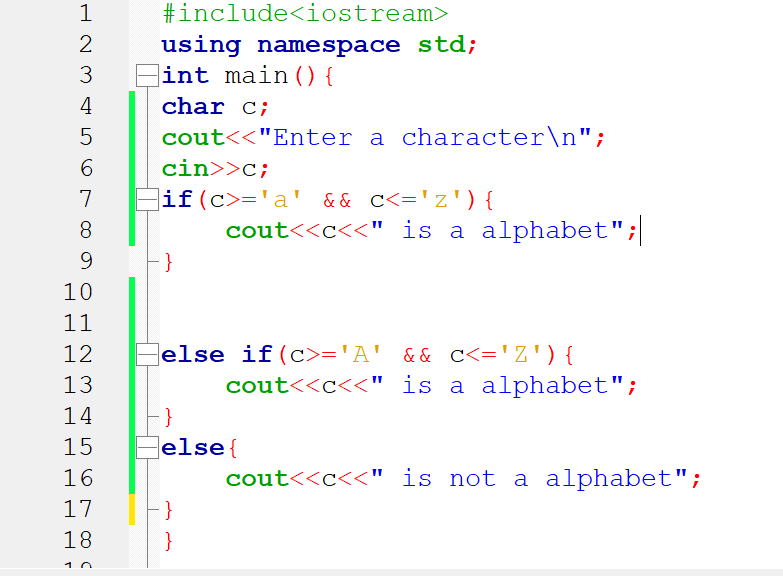 1 #include<iostream>
2 using namespace std;
3 int main(){
4 char c;
5 cout<<"Enter a character\n";
6 cin>>c;
7 if(c>='a' && c<='z'){
8     cout<<c<<" is a alphabet";
9 }
10
11
12 else if(c>='A' && c<='Z'){
13     cout<<c<<" is a alphabet";
14 }
15 else{
16     cout<<c<<" is not a alphabet";
17 }
18 }